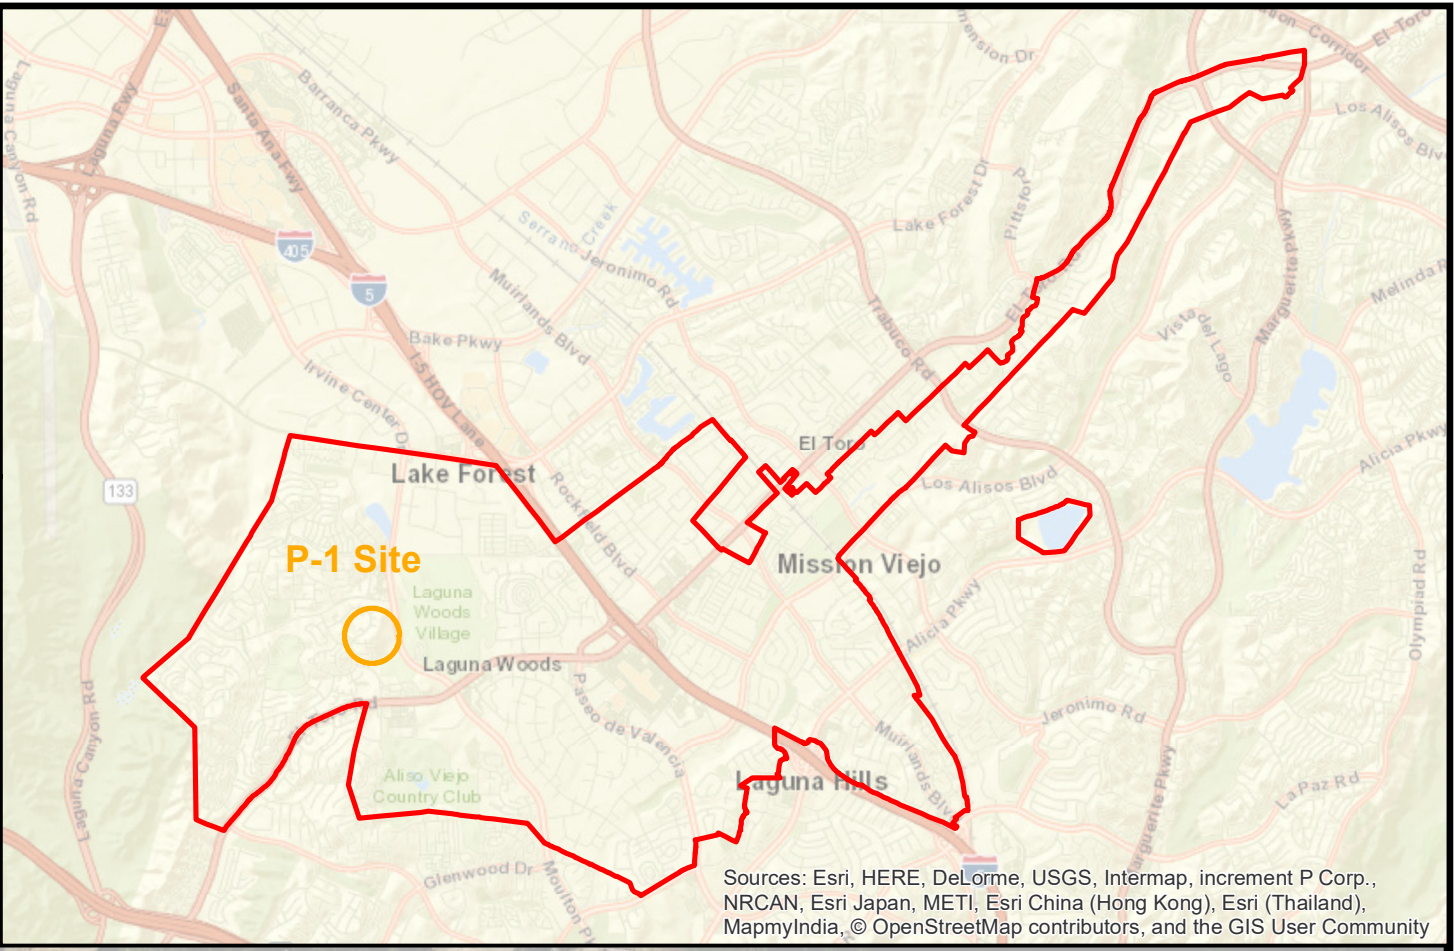 Laguna Fwy
Laguna Canyon Rd
Santa Ana Fwy
Barranca Pkwy
405
5
Serrano Creek
Jeronimo Rd
Muirlands Blvd
Bake Pkwy
I-5 HOV Lane
Irvine Center Dr
Lake Forest Dr
Trabuco Rd
El Toro
Los Alisos Blvd
Marguerite Pkwy
Melinda
Vista del Lago
Alicia Pkwy
El Toro
Los Alisos Blvd
133
Lake Forest
Rockfield Blvd
P-1 Site
Laguna
Woods
Village
Laguna Woods
Mission Viejo
Alicia Pkwy
Olympiad Rd
Paseo de Valencia
Jeronimo Rd
Muirlands Blvd
Laguna Canyon Rd
Aliso Viejo
Country Club
Laguna Hills
La Paz Rd
Marguerite Pkwy
Glenwood Dr
Moulton
Sources: Esri, HERE, DeLorme, USGS, Intermap, increment P Corp.,
NRCAN, Esri Japan, METI, Esri China (Hong Kong), Esri (Thailand),
MapmyIndia, © OpenStreetMap contributors, and the GIS User Community